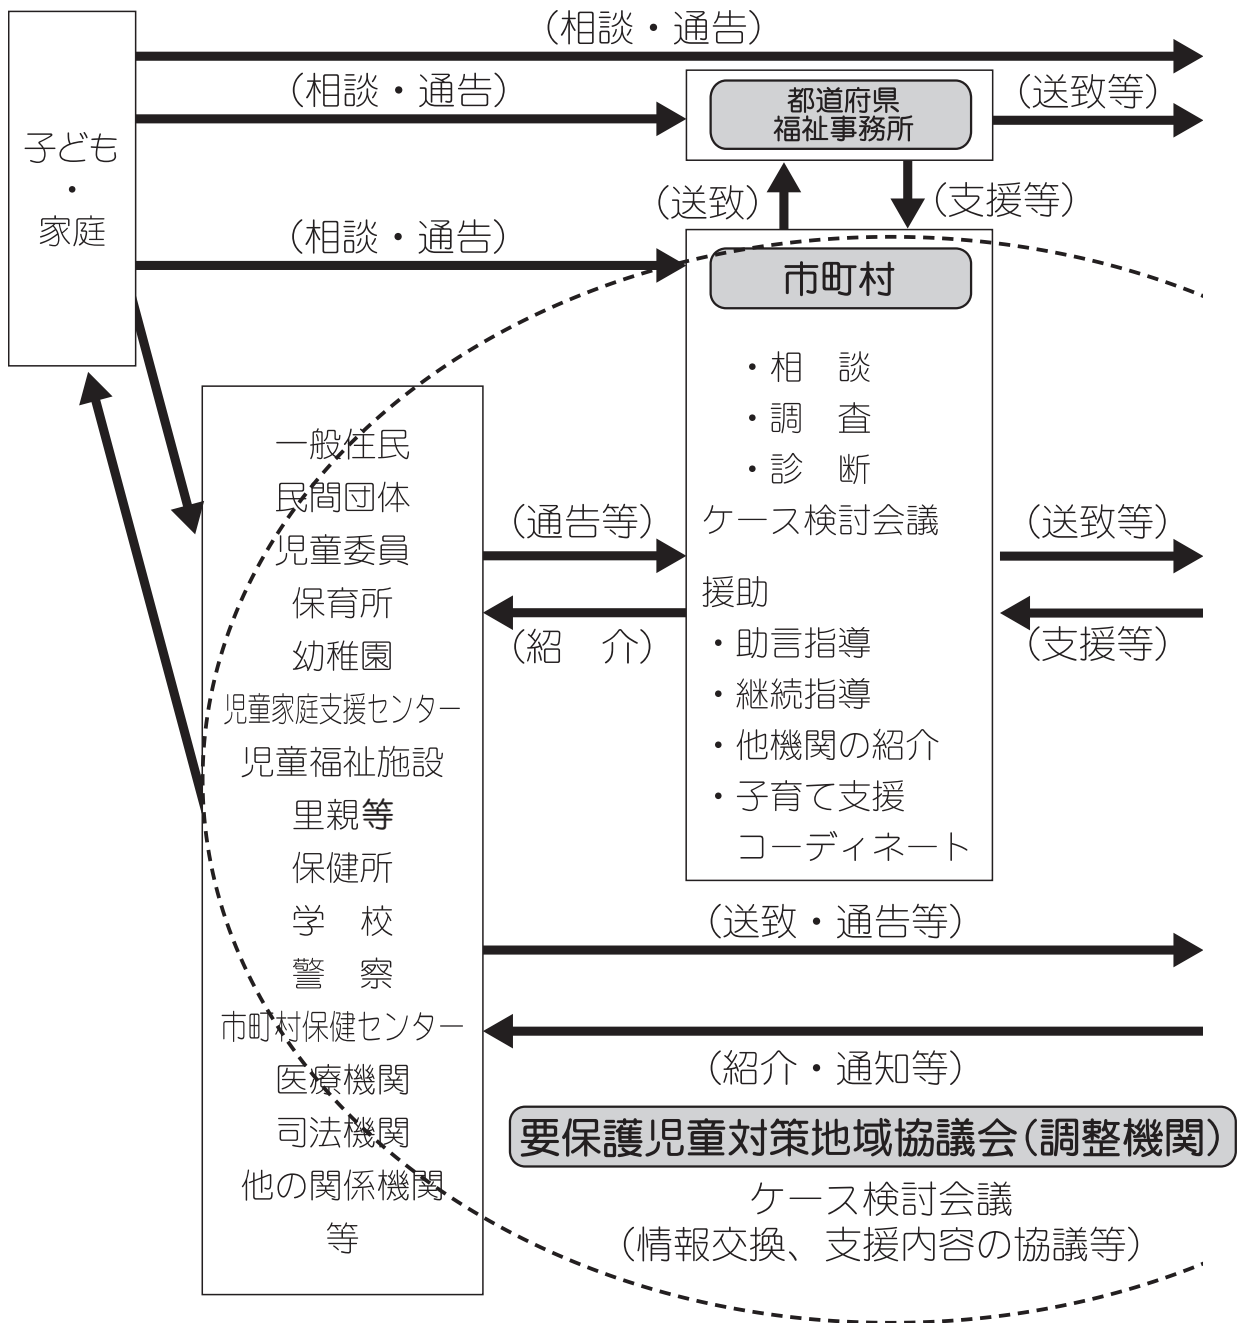 (相談・通告)
(相談・通告)
都道府県
福祉事務所
(送致等)
子ども
・
家庭
(送致)
(支援等)
(相談・通告)
市町村
・相　談
・調　査
・診　断
ケース検討会議
援助
・助言指導
・継続指導
・他機関の紹介
・子育て支援
コーディネート
一般住民
民間団体
児童委員
保育所
幼稚園
児童家庭支援センター
児童福祉施設
里親等
保健所
学　校
警　察
市町村保健センター
医療機関
司法機関
他の関係機関
等
(通告等)
(紹　介)
(送致等)
(支援等)
(送致・通告等)
(紹介・通知等)
要保護児童対策地域協議会(調整機関)
ケース検討会議
(情報交換、支援内容の協議等)